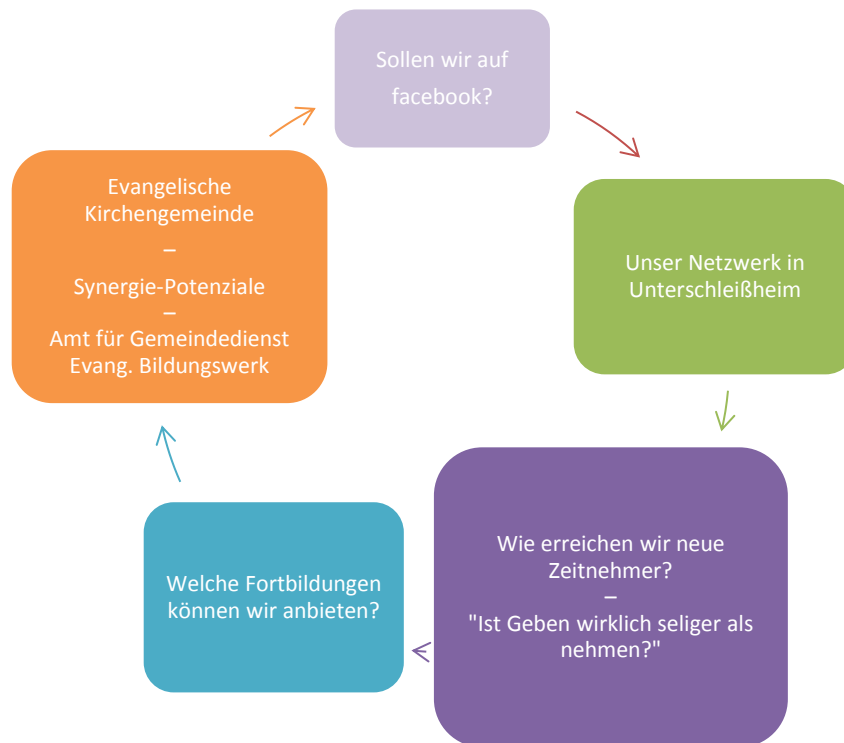 Sollen wir auf
facebook?
Unser Netzwerk in
Unterschleißheim
Wie erreichen wir neue
Zeitnehmer?
–
"Ist Geben wirklich seliger als
nehmen?"
Welche Fortbildungen
können wir anbieten?
Evangelische
Kirchengemeinde
–
Synergie-Potenziale
–
Amt für Gemeindedienst
Evang. Bildungswerk